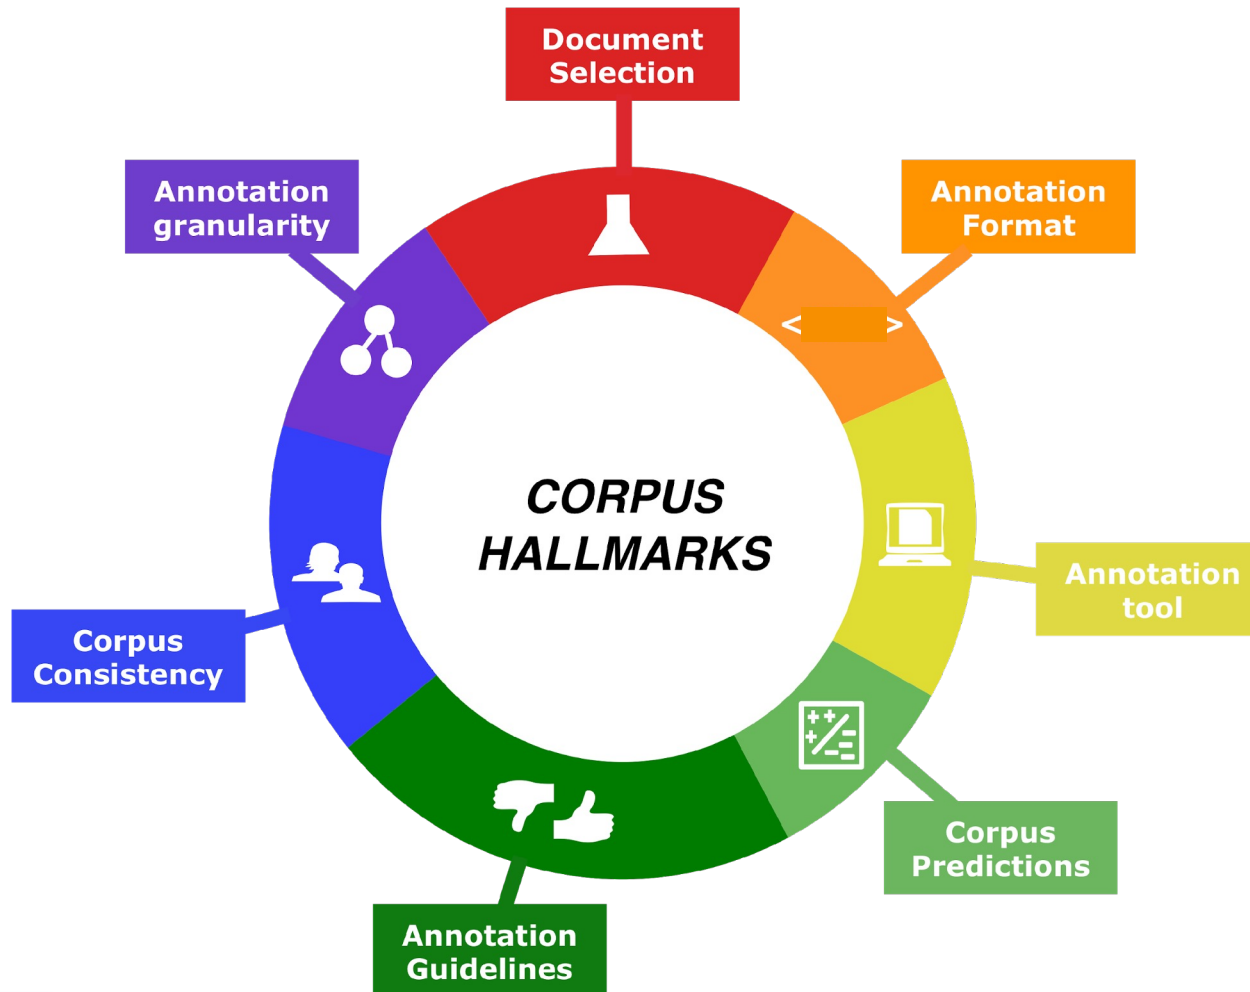 Document
Selection
Annotation
granularity
Annotation
Format
< >
CORPUS
HALLMARKS
Annotation
tool
Corpus
Consistency
Corpus
Predictions
Annotation
Guidelines